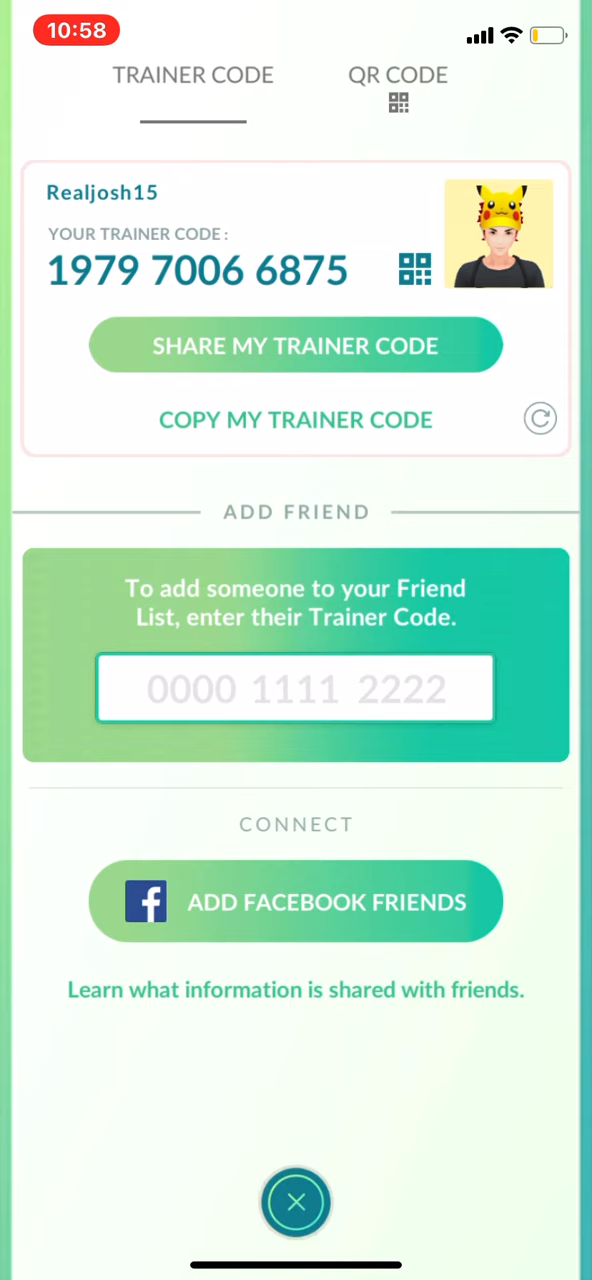 10:58
TRAINER CODE
QR CODE
Realjosh15
YOUR TRAINER CODE :
1979 7006 6875
SHARE MY TRAINER CODE
COPY MY TRAINER CODE
ADD FRIEND
To add someone to your Friend
List, enter their Trainer Code.
0000 1111 2222
CONNECT
f ADD FACEBOOK FRIENDS
Learn what information is shared with friends.